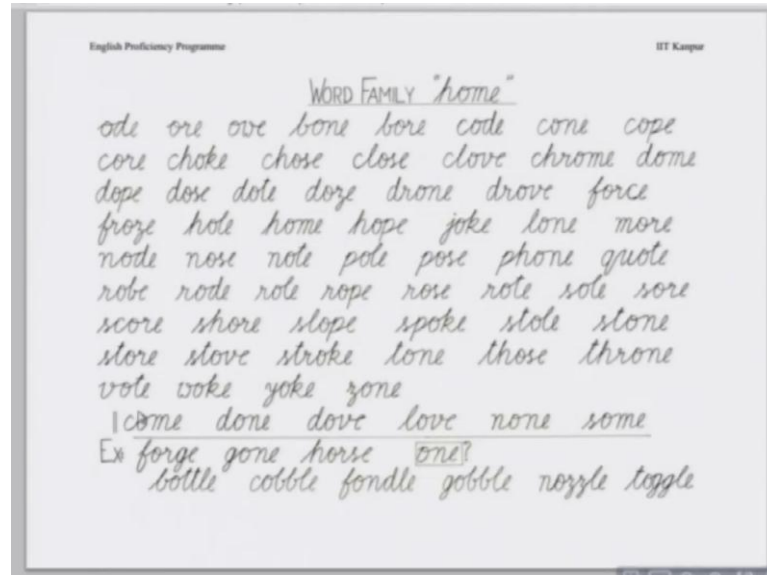 English Proficiency Programme IIT Kanpur
WORD FAMILY "home"
ode ore ove bone bore code cone cope
core choke chose close clove chrome dome
dope dose dote doze drone drove force
froze hole home hope joke lone more
node nose note pole pose phone quote
robe rode role rope rose rote sole sore
score shore slope spoke stole stone
store stove stroke tone those throne
vote woke yoke zone
come done dove love none some
Ex: forge gone horse one?
bottle cobble fondle gobble nozzle toggle